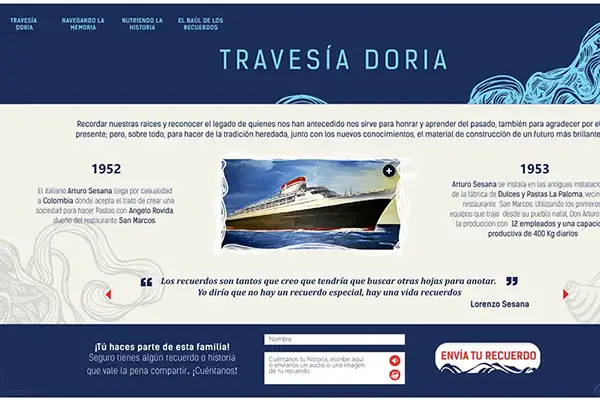 TRAVESÍA
DORIA
NAVEGANDO LA
MEMORIA
NUTRIENDO LA
HISTORIA
EL BAÚL DE LOS
RECUERDOS
TRAVESÍA DORIA
Recordar nuestras raices y reconocer el legado de quienes nos han antecedido nos sirve para honrar y aprender del pasado, también para agradecer por el
presente; pero, sobre todo, para hacer de la tradición heredada, junto con los nuevos conocimientos, el material de construcción de un futuro más brillante
1952
El italiano Arturo Sesana llega por casualidad
a Colombia donde acepta el trato de crear una
sociedad para hacer Pastas con Angelo Rovida,
dueño del restaurante San Marcos.
1953
Arturo Sesana se instala en las antiguas instalacio
de la fábrica de Dulces y Pastas La Paloma, vecin
restaurante San Marcos. Utilizando los primeros
equipos que trajo desde su pueblo natal, Don Arturo
la producción con 12 empleados y una capacio
productiva de 400 Kg diarios
“ Los recuerdos son tantos que creo que tendría que buscar otras hojas para anotar. ”
Yo diría que no hay un recuerdo especial, hay una vida recuerdos
Lorenzo Sesana
¡Tú haces parte de esta familia!
Seguro tienes algún recuerdo o historia
que vale la pena compartir. ¡Cuéntanos!
Nombre
Cuéntanos tu historia, escribe aquí
o envíanos un audio o una imagen
de tu recuerdo
ENVÍA TU RECUERDO